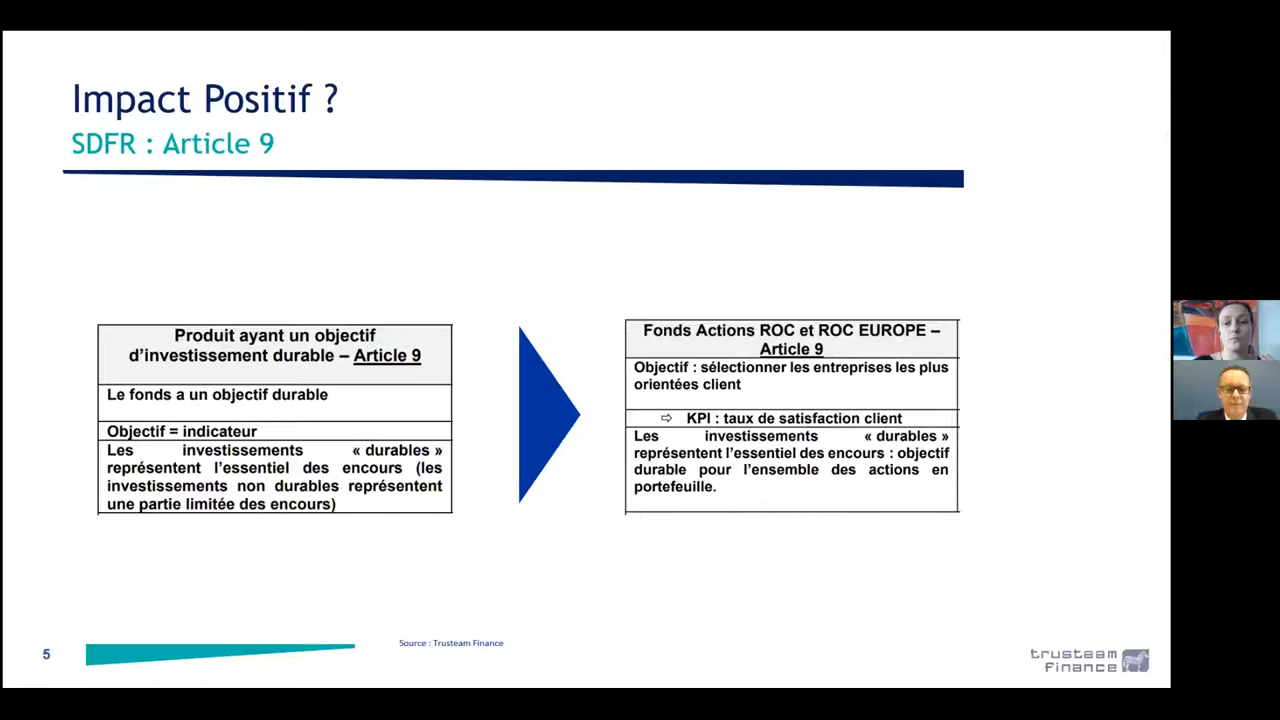 Impact Positif ?
SDFR : Article 9
Produit ayant un objectif
d’investissement durable – Article 9
Le fonds a un objectif durable
Objectif = indicateur
Les investissements « durables »
représentent l’essentiel des encours (les
investissements non durables représentent
une partie limitée des encours)
Fonds Actions ROC et ROC EUROPE –
Article 9
Objectif : sélectionner les entreprises les plus
orientées client
⇨ KPI : taux de satisfaction client
Les investissements « durables »
représentent l’essentiel des encours : objectif
durable pour l’ensemble des actions en
portefeuille.
5
Source : Trusteam Finance
trusteam
finance